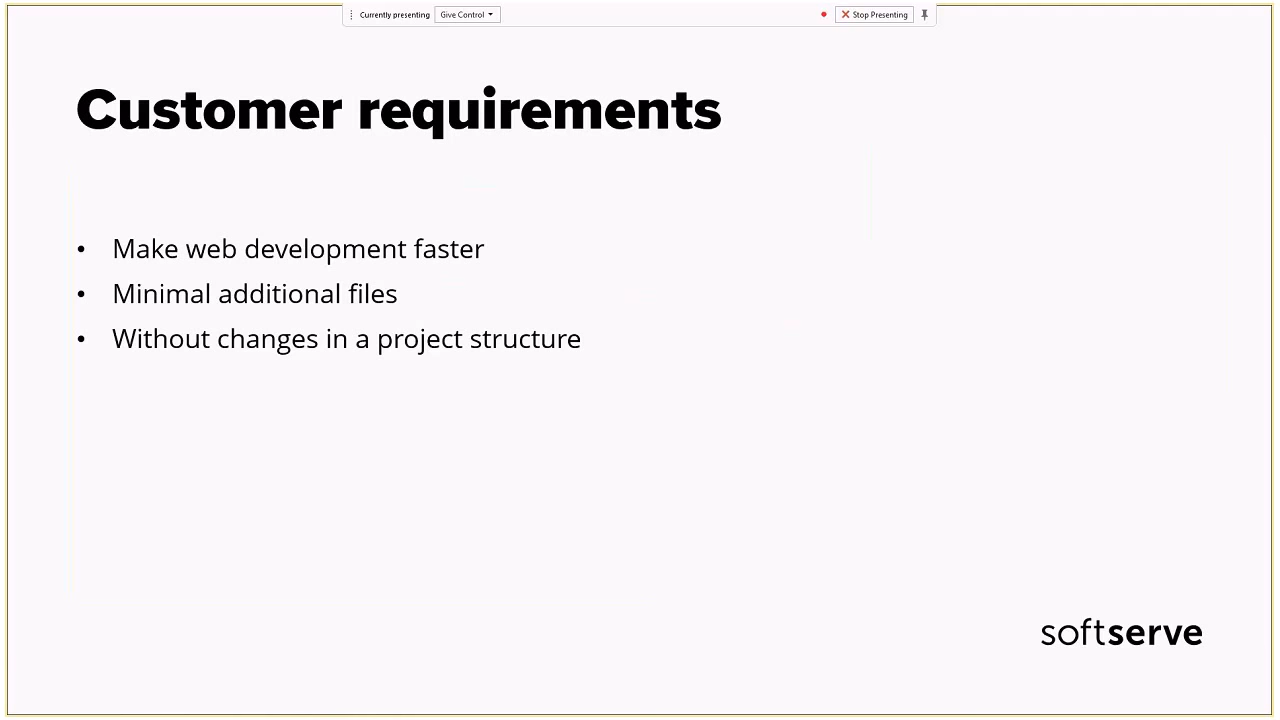 Currently presenting Give Control Stop Presenting
Customer requirements
• Make web development faster
• Minimal additional files
• Without changes in a project structure
softserve